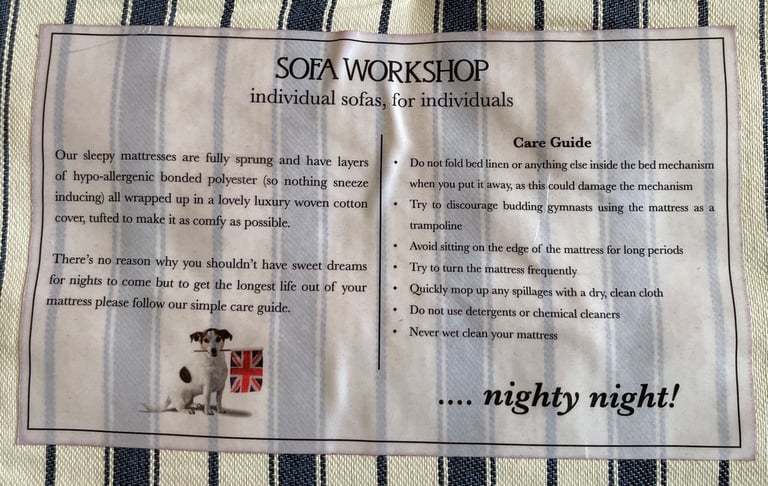 SOFA WORKSHOP
individual sofas, for individuals
Our sleepy mattresses are fully sprung and have layers
of hypo-allergenic bonded polyester (so nothing sneeze
inducing) all wrapped up in a lovely luxury woven cotton
cover, tufted to make it as comfy as possible.
There's no reason why you shouldn't have sweet dreams
for nights to come but to get the longest life out of your
mattress please follow our simple care guide.
Care Guide
• Do not fold bed linen or anything else inside the bed mechanism
when you put it away, as this could damage the mechanism
• Try to discourage budding gymnasts using the mattress as a
trampoline
• Avoid sitting on the edge of the mattress for long periods
• Try to turn the mattress frequently
• Quickly mop up any spillages with a dry, clean cloth
• Do not use detergents or chemical cleaners
• Never wet clean your mattress
.... nighty night!